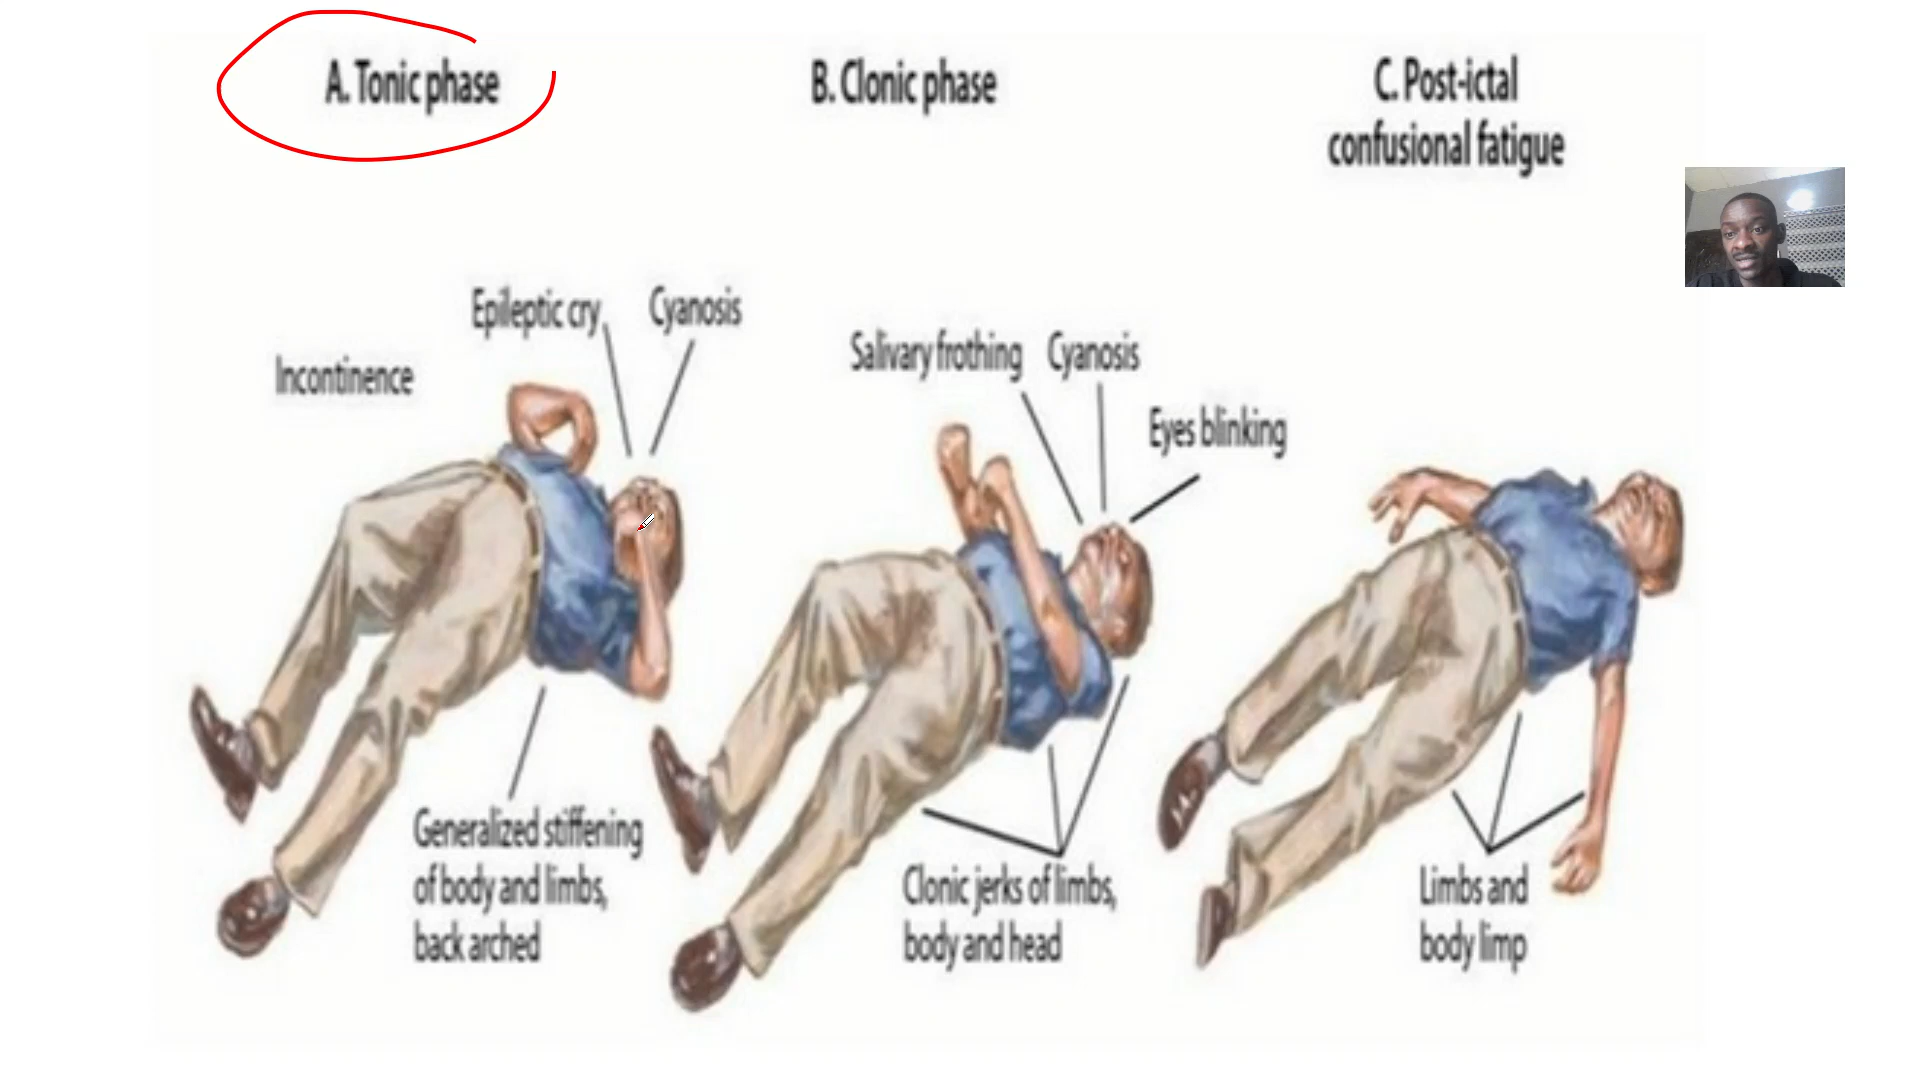 A. Tonic phase
B. Clonic phase
C. Post-ictal
confusional fatigue
Epileptic cry
Cyanosis
Incontinence
Salivary frothing
Cyanosis
Eyes blinking
Generalized stiffening
of body and limbs,
back arched
Clonic jerks of limbs,
body and head
Limbs and
body limp